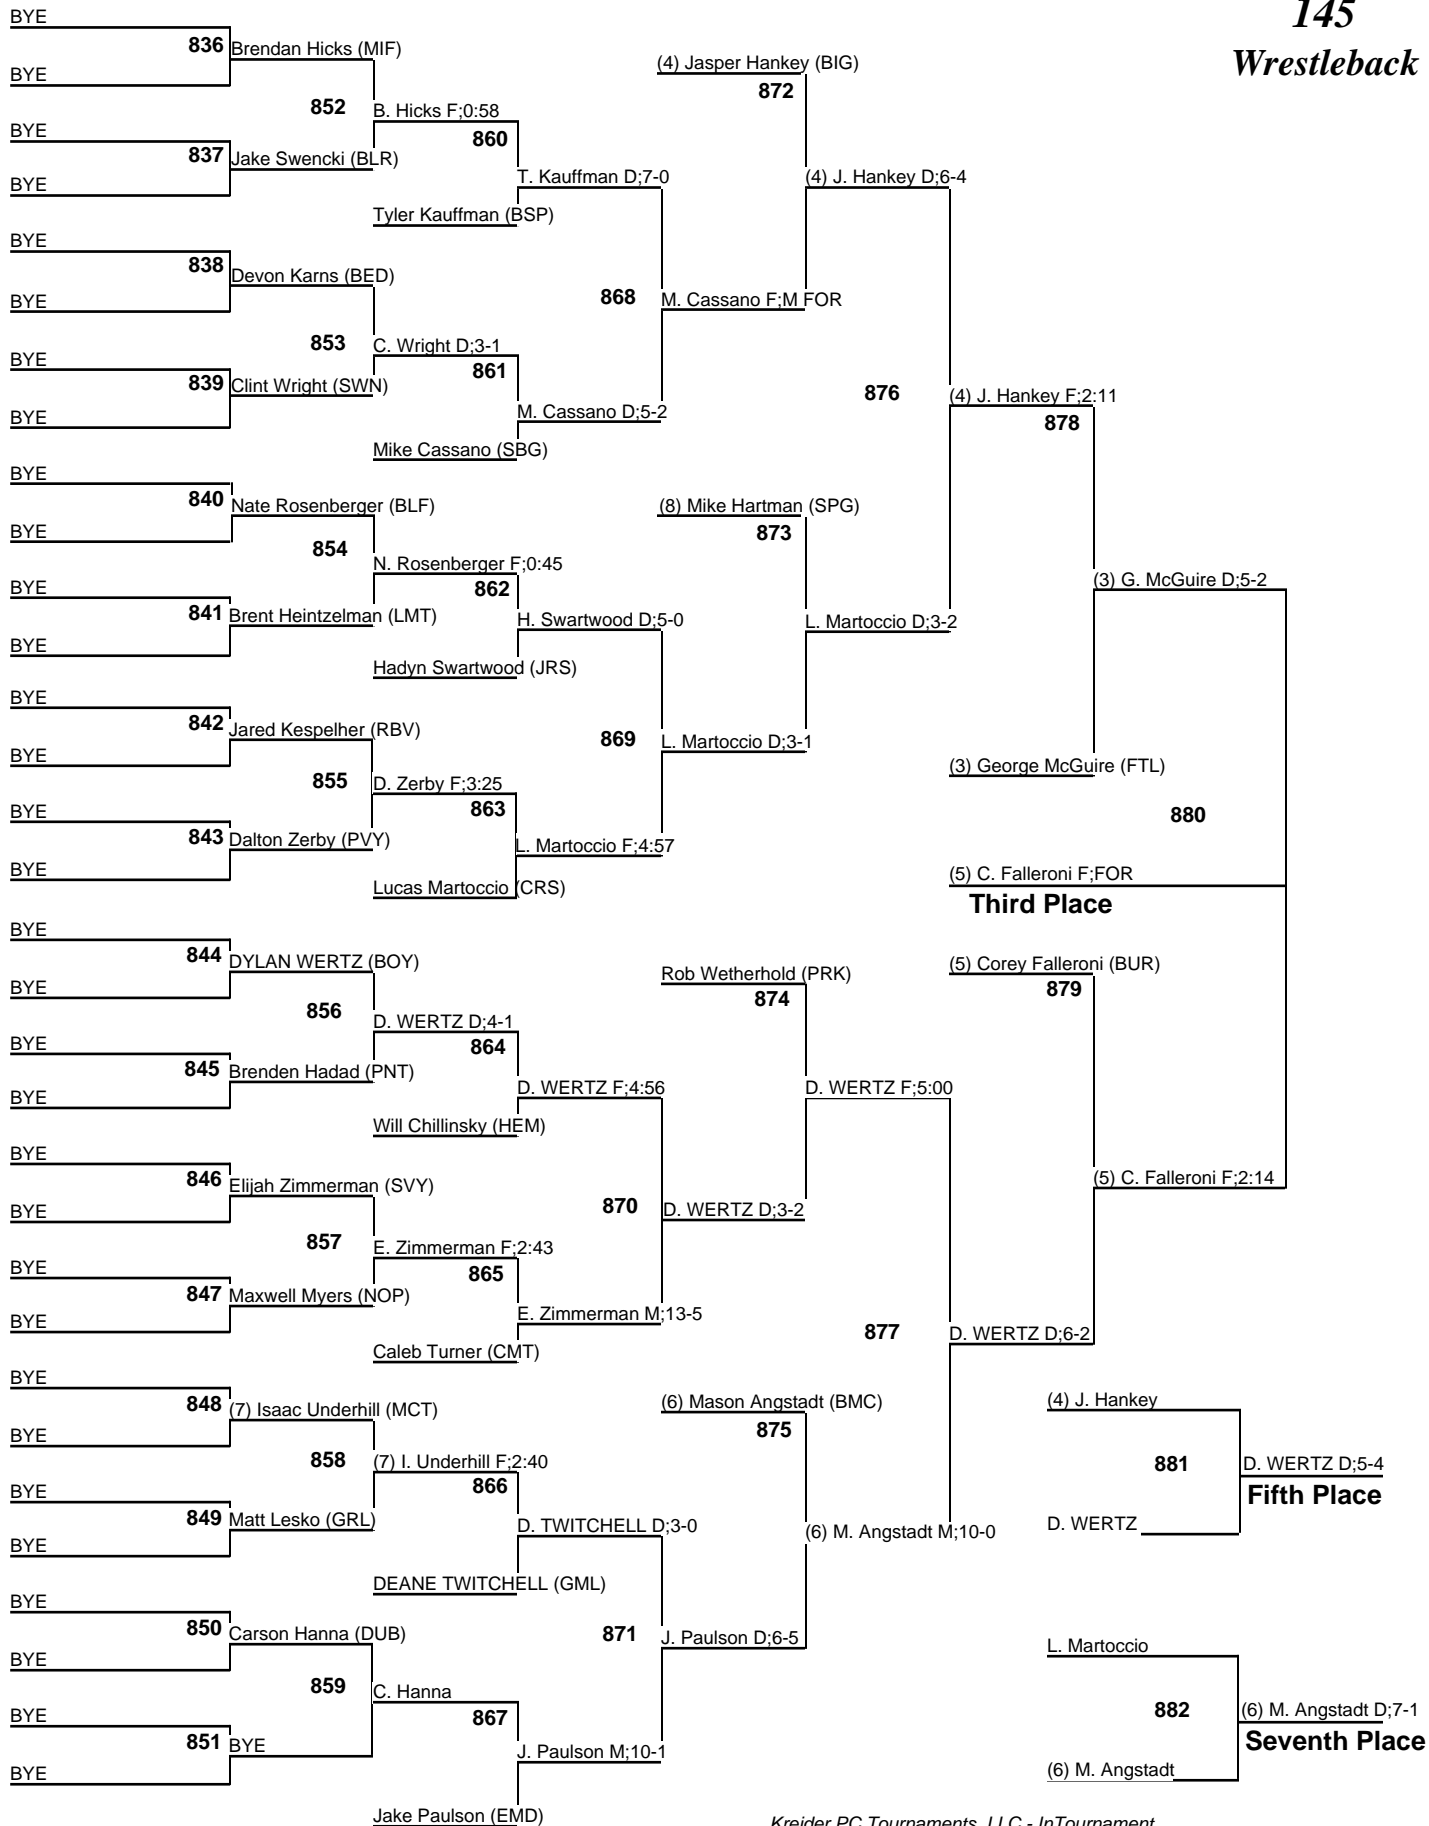 145
Wrestleback
BYE
836
BYE
Brendan Hicks (MIF)
852
B. Hicks F;0:58
860
BYE
837
BYE
Jake Swencki (BLR)
T. Kauffman D;7-0
Tyler Kauffman (BSP)
(4) Jasper Hankey (BIG)
872
(4) J. Hankey D;6-4
BYE
838
BYE
Devon Karns (BED)
868
M. Cassano F;M FOR
853
C. Wright D;3-1
861
BYE
839
BYE
Clint Wright (SWN)
M. Cassano D;5-2
Mike Cassano (SBG)
876
(4) J. Hankey F;2:11
878
BYE
840
BYE
Nate Rosenberger (BLF)
854
N. Rosenberger F;0:45
862
(8) Mike Hartman (SPG)
873
BYE
841
BYE
Brent Heintzelman (LMT)
H. Swartwood D;5-0
Hadyn Swartwood (JRS)
L. Martoccio D;3-2
(3) G. McGuire D;5-2
BYE
842
BYE
Jared Kespelher (RBV)
869
L. Martoccio D;3-1
855
D. Zerby F;3:25
863
(3) George McGuire (FTL)
880
BYE
843
BYE
Dalton Zerby (PVY)
L. Martoccio F;4:57
Lucas Martoccio (CRS)
(5) C. Falleroni F;FOR
Third Place
BYE
844
BYE
DYLAN WERTZ (BOY)
856
D. WERTZ D;4-1
864
Rob Wetherhold (PRK)
874
(5) Corey Falleroni (BUR)
879
BYE
845
BYE
Brenden Hadad (PNT)
D. WERTZ F;4:56
Will Chillinsky (HEM)
D. WERTZ F;5:00
BYE
846
BYE
Elijah Zimmerman (SVY)
870
D. WERTZ D;3-2
(5) C. Falleroni F;2:14
857
E. Zimmerman F;2:43
865
BYE
847
BYE
Maxwell Myers (NOP)
E. Zimmerman M;13-5
Caleb Turner (CMT)
877
D. WERTZ D;6-2
BYE
848
BYE
(7) Isaac Underhill (MCT)
858
(7) I. Underhill F;2:40
866
(6) Mason Angstadt (BMC)
875
(4) J. Hankey
881
D. WERTZ D;5-4
Fifth Place
D. WERTZ
BYE
849
BYE
Matt Lesko (GRL)
D. TWITCHELL D;3-0
DEANE TWITCHELL (GML)
(6) M. Angstadt M;10-0
BYE
850
BYE
Carson Hanna (DUB)
871
J. Paulson D;6-5
859
C. Hanna
867
BYE
851
BYE
BYE
J. Paulson M;10-1
Jake Paulson (EMD)
L. Martoccio
882
(6) M. Angstadt D;7-1
Seventh Place
(6) M. Angstadt
Kreider PC Tournaments, LLC - InTournament